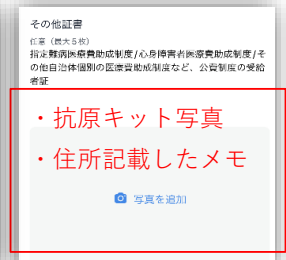 その他証書
任意（最大5枚）
指定難病医療費助成制度/心身障害者医療費助成制度/そ
の他自治体個別の医療費助成制度など、公費制度の受給
者証
・抗原キット写真
・住所記載したメモ
写真を追加